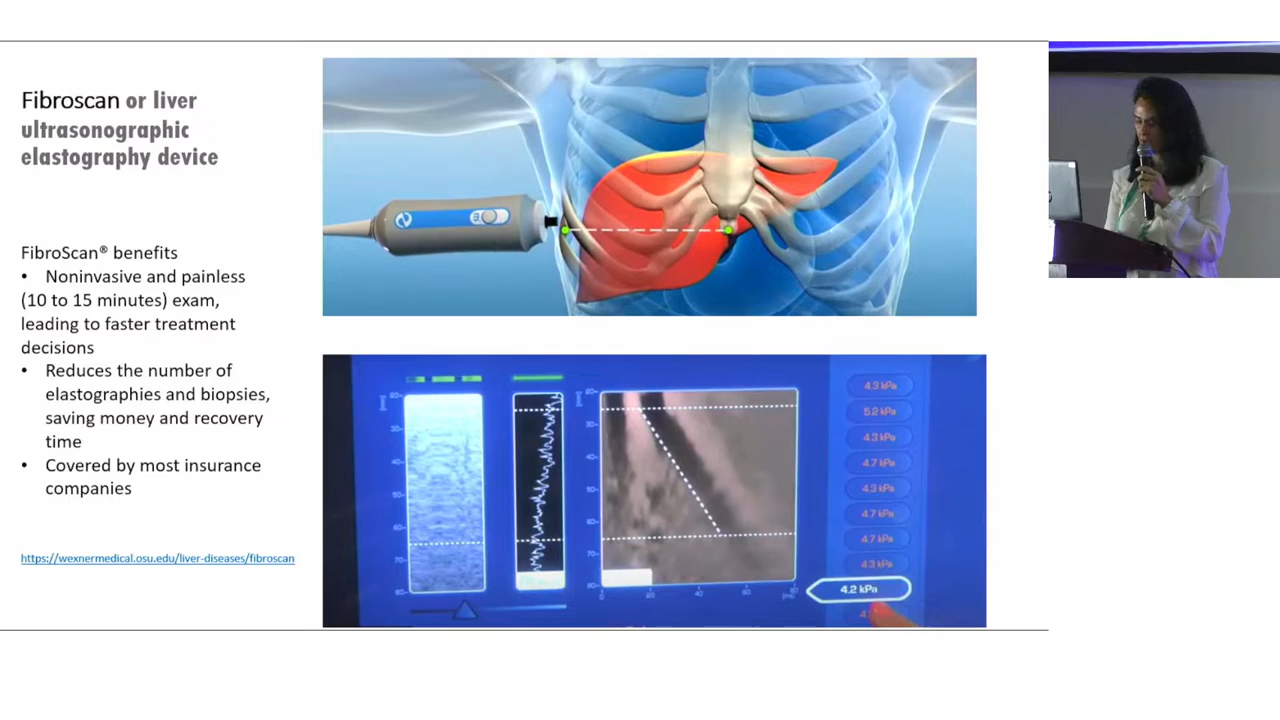 Fibroscan or liver
ultrasonographic
elastography device
FibroScan® benefits
• Noninvasive and painless
(10 to 15 minutes) exam,
leading to faster treatment
decisions
• Reduces the number of
elastographies and biopsies,
saving money and recovery
time
• Covered by most insurance
companies
https://wexnermedical.osu.edu/liver-diseases/fibroscan
4.3 kPa
5.2 kPa
4.3 kPa
4.7 kPa
4.3 kPa
4.7 kPa
4.7 kPa
4.3 kPa
4.2 kPa